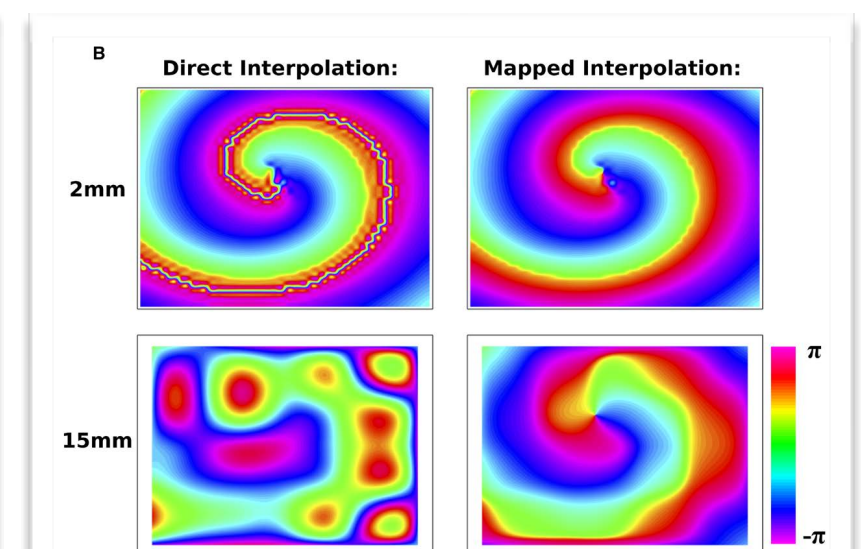 B
Direct Interpolation: Mapped Interpolation:
2mm
15mm
π
-π